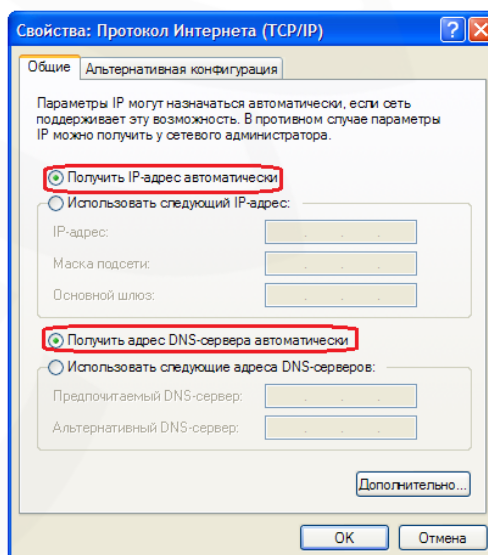 Свойства: Протокол Интернета (TCP/IP)
Общие
Альтернативная конфигурация
Параметры IP могут назначаться автоматически, если сеть
поддерживает эту возможность. В противном случае параметры
IP можно получить у сетевого администратора.
Получить IP-адрес автоматически
Использовать следующий IP-адрес:
IP-адрес:
Маска подсети:
Основной шлюз:
Получить адрес DNS-сервера автоматически
Использовать следующие адреса DNS-серверов:
Предпочитаемый DNS-сервер:
Альтернативный DNS-сервер:
Дополнительно...
OK
Отмена